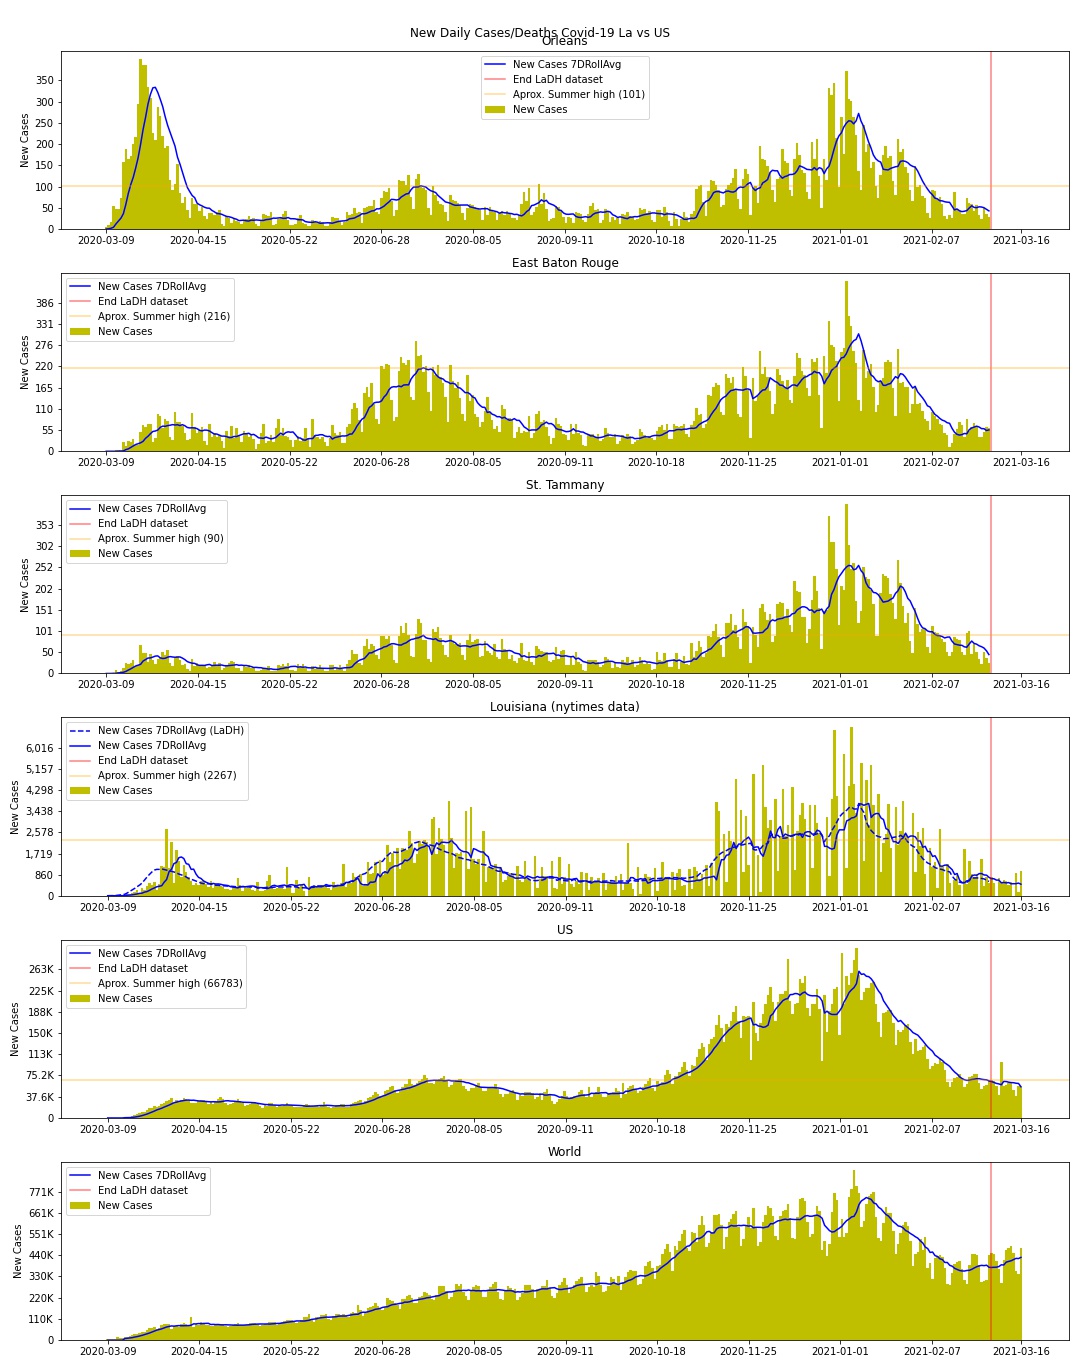 New Daily Cases/Deaths Covid-19 La vs US
Orleans
New Cases
350
300
250
200
150
100
50
0
New Cases 7DRollAvg
End LaDH dataset
Aprox. Summer high (101)
New Cases
2020-03-09 2020-04-15 2020-05-22 2020-06-28 2020-08-05 2020-09-11 2020-10-18 2020-11-25 2021-01-01 2021-02-07 2021-03-16
East Baton Rouge
New Cases
386
331
276
220
165
110
55
0
New Cases 7DRollAvg
End LaDH dataset
Aprox. Summer high (216)
New Cases
2020-03-09 2020-04-15 2020-05-22 2020-06-28 2020-08-05 2020-09-11 2020-10-18 2020-11-25 2021-01-01 2021-02-07 2021-03-16
St. Tammany
New Cases
353
302
252
202
151
101
50
0
New Cases 7DRollAvg
End LaDH dataset
Aprox. Summer high (90)
New Cases
2020-03-09 2020-04-15 2020-05-22 2020-06-28 2020-08-05 2020-09-11 2020-10-18 2020-11-25 2021-01-01 2021-02-07 2021-03-16
Louisiana (nytimes data)
New Cases
6,016
5,157
4,298
3,438
2,578
1,719
860
0
New Cases 7DRollAvg (LaDH)
New Cases 7DRollAvg
End LaDH dataset
Aprox. Summer high (2267)
New Cases
2020-03-09 2020-04-15 2020-05-22 2020-06-28 2020-08-05 2020-09-11 2020-10-18 2020-11-25 2021-01-01 2021-02-07 2021-03-16
US
New Cases
263K
225K
188K
150K
113K
75.2K
37.6K
0
New Cases 7DRollAvg
End LaDH dataset
Aprox. Summer high (66783)
New Cases
2020-03-09 2020-04-15 2020-05-22 2020-06-28 2020-08-05 2020-09-11 2020-10-18 2020-11-25 2021-01-01 2021-02-07 2021-03-16
World
New Cases
771K
661K
551K
440K
330K
220K
110K
0
New Cases 7DRollAvg
End LaDH dataset
New Cases
2020-03-09 2020-04-15 2020-05-22 2020-06-28 2020-08-05 2020-09-11 2020-10-18 2020-11-25 2021-01-01 2021-02-07 2021-03-16